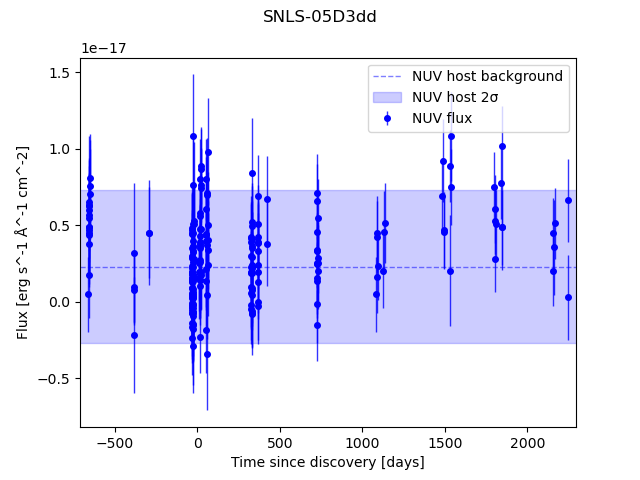 SNLS-05D3dd
1e−17
NUV host background
NUV host 2σ
NUV flux
1.5
1.0
0.5
0.0
−0.5
Flux [erg s^-1 Å^-1 cm^-2]
−500
0
500
1000
1500
2000
Time since discovery [days]